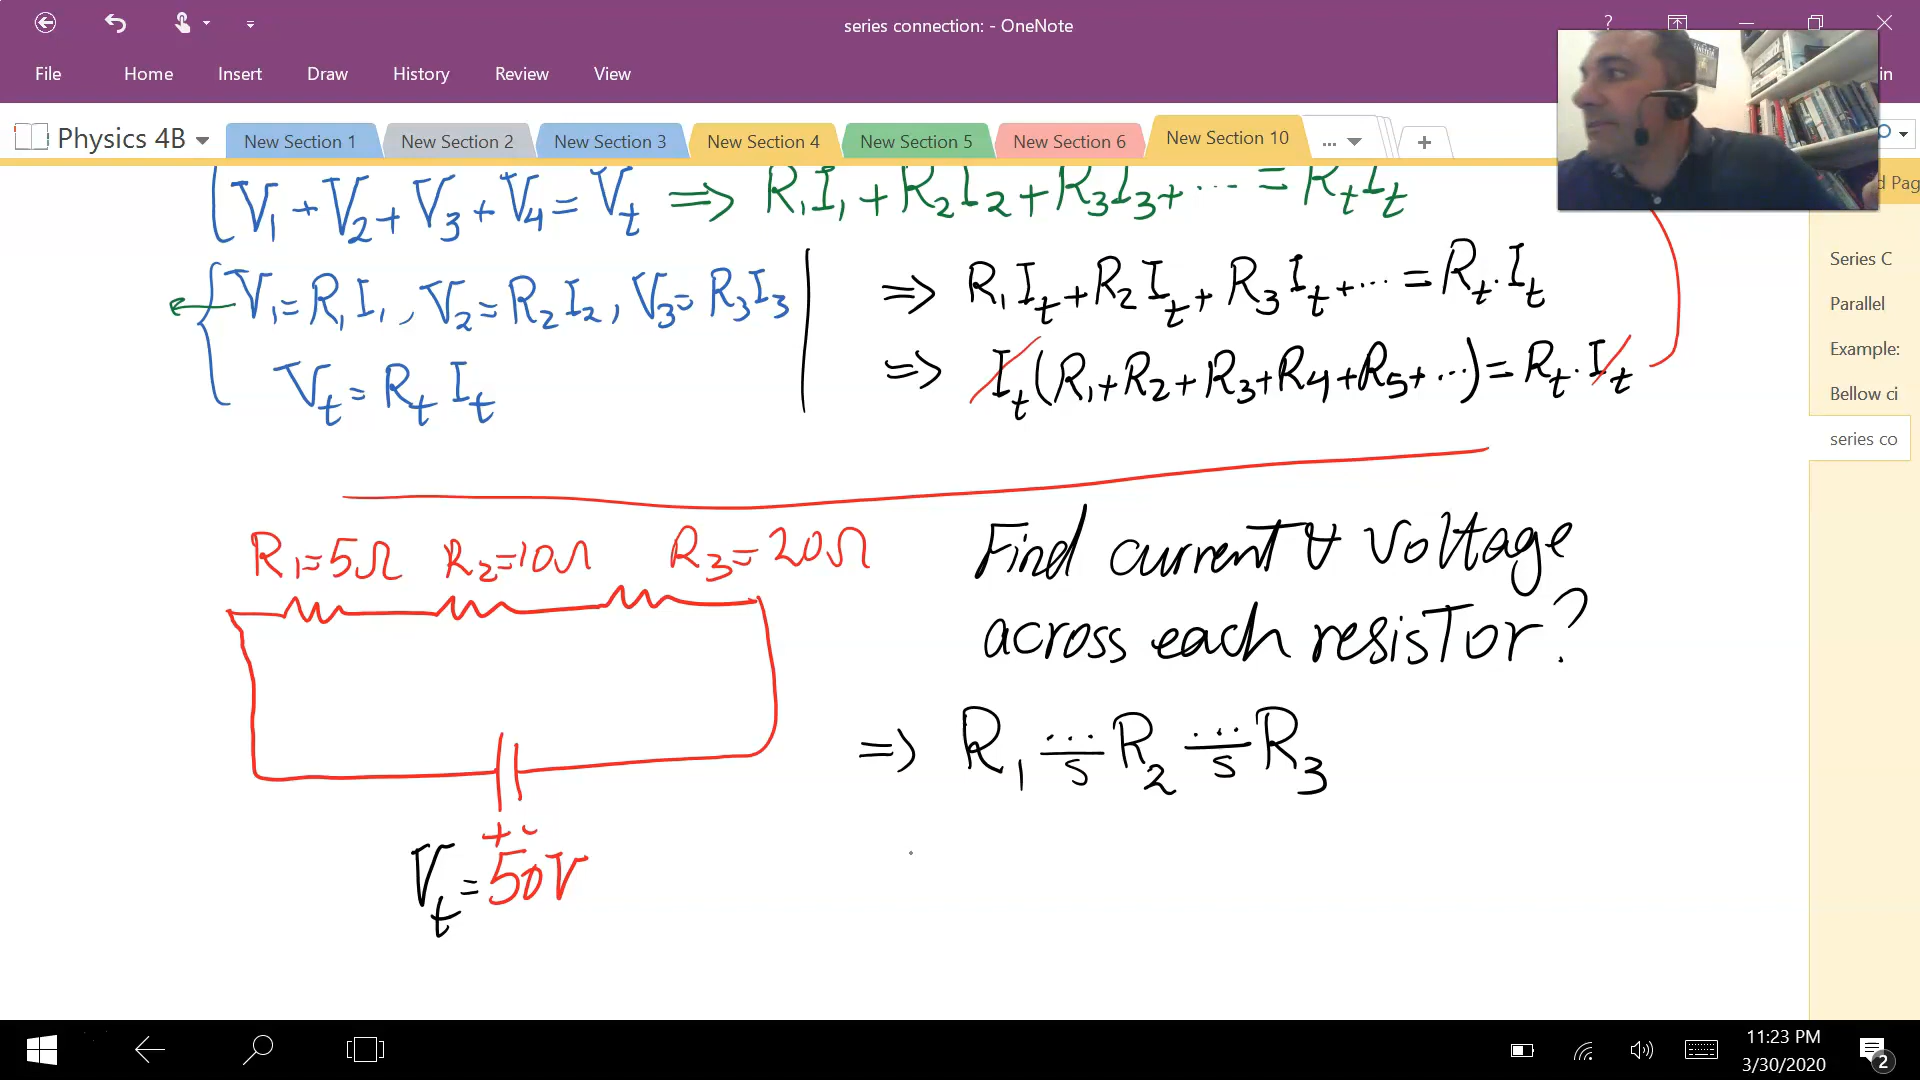 series connection: - OneNote
?
File Home Insert Draw History Review View
in
Physics 4B
New Section 1 New Section 2 New Section 3 New Section 4 New Section 5 New Section 6 New Section 10 ... +
d Pag
V₁ + V₂ + V₃ + V₄ = Vt ⇒ R₁I₁ + R₂I₂ + R₃I₃ + ... = RtIt
V₁ = R₁I₁, V₂ = R₂I₂, V₃ = R₃I₃
Vt = Rt It
⇒ R₁It + R₂It + R₃It + ... = Rt · It
⇒ It (R₁ + R₂ + R₃ + R₄ + R₅ + ...) = Rt · It
Series C
Parallel
Example:
Bellow ci
series co
R₁ = 5Ω R₂ = 10Ω R₃ = 20Ω
+ -
Vt = 50V
Find current & Voltage
across each resistor?
⇒ R₁ ...s R₂ ...s R₃
11:23 PM
3/30/2020
2